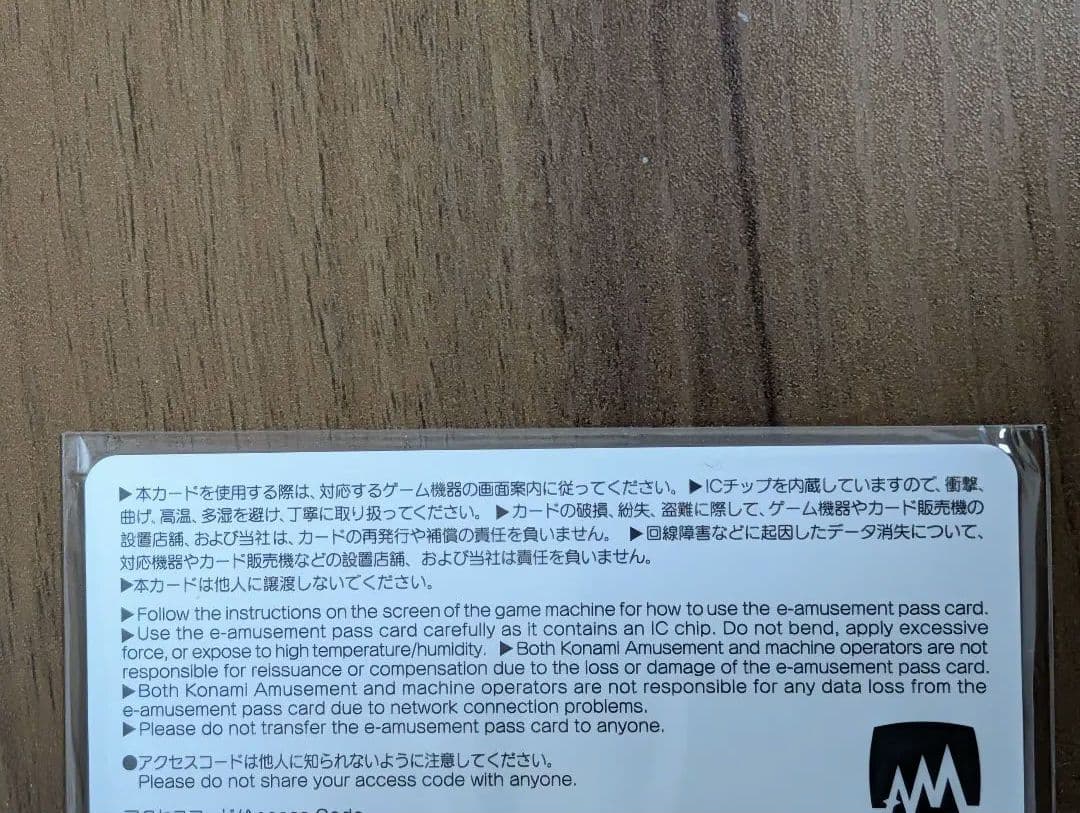 ▶本カードを使用する際は、対応するゲーム機器の画面案内に従ってください。▶ICチップを内蔵していますので、衝撃、
曲げ、高温、多湿を避け、丁寧に取り扱ってください。▶カードの破損、紛失、盗難に際して、ゲーム機器やカード販売機の
設置店舗、および当社は、カードの再発行や補償の責任を負いません。▶回線障害などに起因したデータ消失について、
対応機器やカード販売機などの設置店舗、および当社は責任を負いません。
▶本カードは他人に譲渡しないでください。
▶Follow the instructions on the screen of the game machine for how to use the e-amusement pass card.
▶Use the e-amusement pass card carefully as it contains an IC chip. Do not bend, apply excessive
force, or expose to high temperature/humidity. ▶Both Konami Amusement and machine operators are not
responsible for reissuance or compensation due to the loss or damage of the e-amusement pass card.
▶Both Konami Amusement and machine operators are not responsible for any data loss from the
e-amusement pass card due to network connection problems.
▶Please do not transfer the e-amusement pass card to anyone.
●アクセスコードは他人に知られないように注意してください。
Please do not share your access code with anyone.
アクセスコード/Access Code